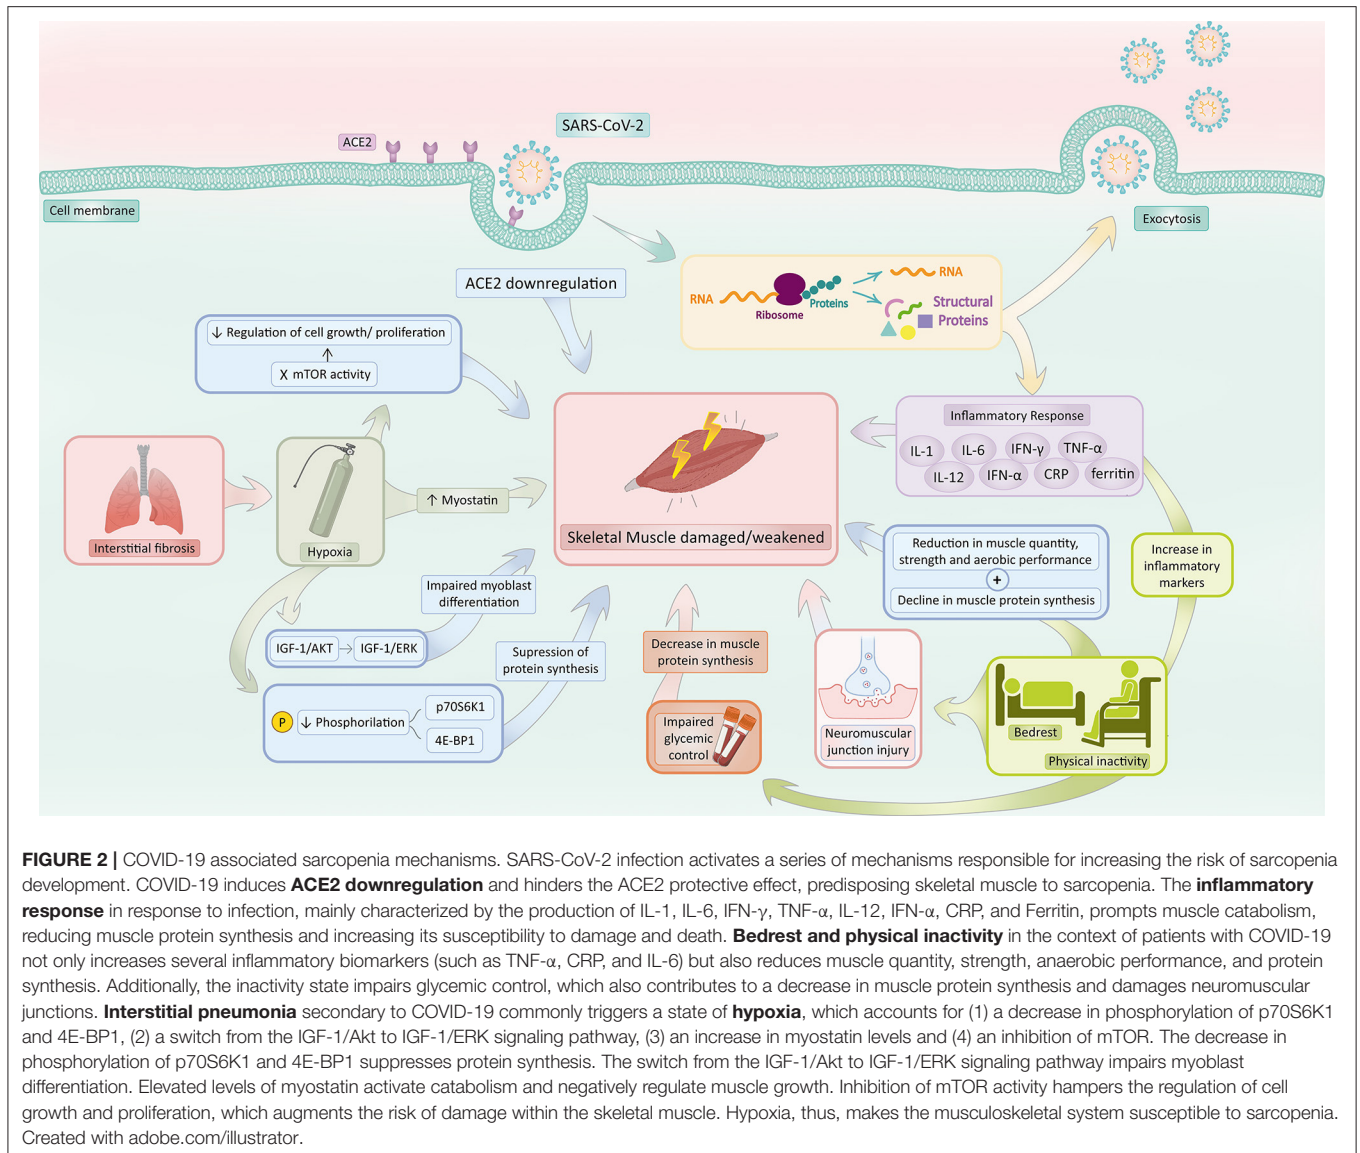 SARS-CoV-2
ACE2
Cell membrane
Exocytosis
ACE2 downregulation
RNA
Ribosome
Proteins
RNA
Structural
Proteins
↓ Regulation of cell growth/ proliferation
↑
X mTOR activity
Inflammatory Response
IL-1
IL-6
IFN-γ
TNF-α
IL-12
IFN-α
CRP
ferritin
Interstitial fibrosis
Hypoxia
↑ Myostatin
Skeletal Muscle damaged/weakened
Reduction in muscle quantity,
strength and aerobic performance
+
Decline in muscle protein synthesis
Increase in
inflammatory
markers
Impaired myoblast
differentiation
IGF-1/AKT → IGF-1/ERK
Supression of
protein synthesis
P ↓ Phosphorilation
p70S6K1
4E-BP1
Decrease in muscle
protein synthesis
Impaired
glycemic
control
Neuromuscular
junction injury
Bedrest
Physical inactivity
FIGURE 2 | COVID-19 associated sarcopenia mechanisms. SARS-CoV-2 infection activates a series of mechanisms responsible for increasing the risk of sarcopenia
development. COVID-19 induces ACE2 downregulation and hinders the ACE2 protective effect, predisposing skeletal muscle to sarcopenia. The inflammatory
response in response to infection, mainly characterized by the production of IL-1, IL-6, IFN-γ, TNF-α, IL-12, IFN-α, CRP, and Ferritin, prompts muscle catabolism,
reducing muscle protein synthesis and increasing its susceptibility to damage and death. Bedrest and physical inactivity in the context of patients with COVID-19
not only increases several inflammatory biomarkers (such as TNF-α, CRP, and IL-6) but also reduces muscle quantity, strength, anaerobic performance, and protein
synthesis. Additionally, the inactivity state impairs glycemic control, which also contributes to a decrease in muscle protein synthesis and damages neuromuscular
junctions. Interstitial pneumonia secondary to COVID-19 commonly triggers a state of hypoxia, which accounts for (1) a decrease in phosphorylation of p70S6K1
and 4E-BP1, (2) a switch from the IGF-1/Akt to IGF-1/ERK signaling pathway, (3) an increase in myostatin levels and (4) an inhibition of mTOR. The decrease in
phosphorylation of p70S6K1 and 4E-BP1 suppresses protein synthesis. The switch from the IGF-1/Akt to IGF-1/ERK signaling pathway impairs myoblast
differentiation. Elevated levels of myostatin activate catabolism and negatively regulate muscle growth. Inhibition of mTOR activity hampers the regulation of cell
growth and proliferation, which augments the risk of damage within the skeletal muscle. Hypoxia, thus, makes the musculoskeletal system susceptible to sarcopenia.
Created with adobe.com/illustrator.